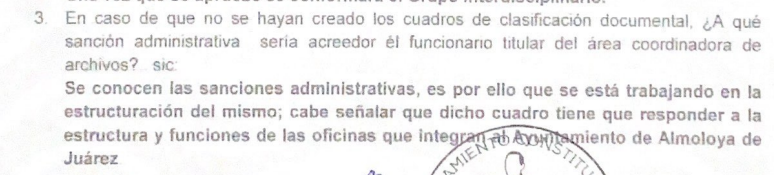 3. En caso de que no se hayan creado los cuadros de clasificación documental, ¿A qué
sanción administrativa sería acreedor él funcionario titular del área coordinadora de
archivos? sic:
Se conocen las sanciones administrativas, es por ello que se está trabajando en la
estructuración del mismo; cabe señalar que dicho cuadro tiene que responder a la
estructura y funciones de las oficinas que integran al Ayuntamiento de Almoloya de
Juárez